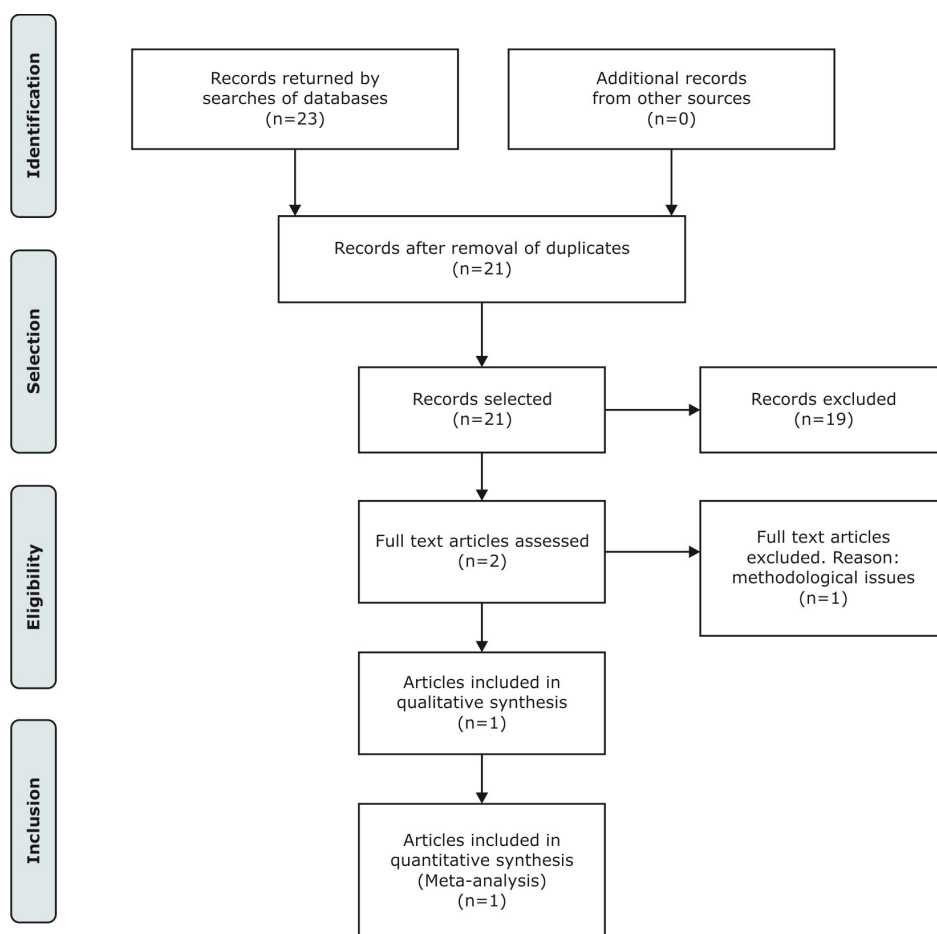 Identification
Records returned by
searches of databases
(n=23)
Additional records
from other sources
(n=0)
Records after removal of duplicates
(n=21)
Selection
Records selected
(n=21)
Records excluded
(n=19)
Eligibility
Full text articles assessed
(n=2)
Full text articles
excluded. Reason:
methodological issues
(n=1)
Articles included in
qualitative synthesis
(n=1)
Inclusion
Articles included in
quantitative synthesis
(Meta-analysis)
(n=1)